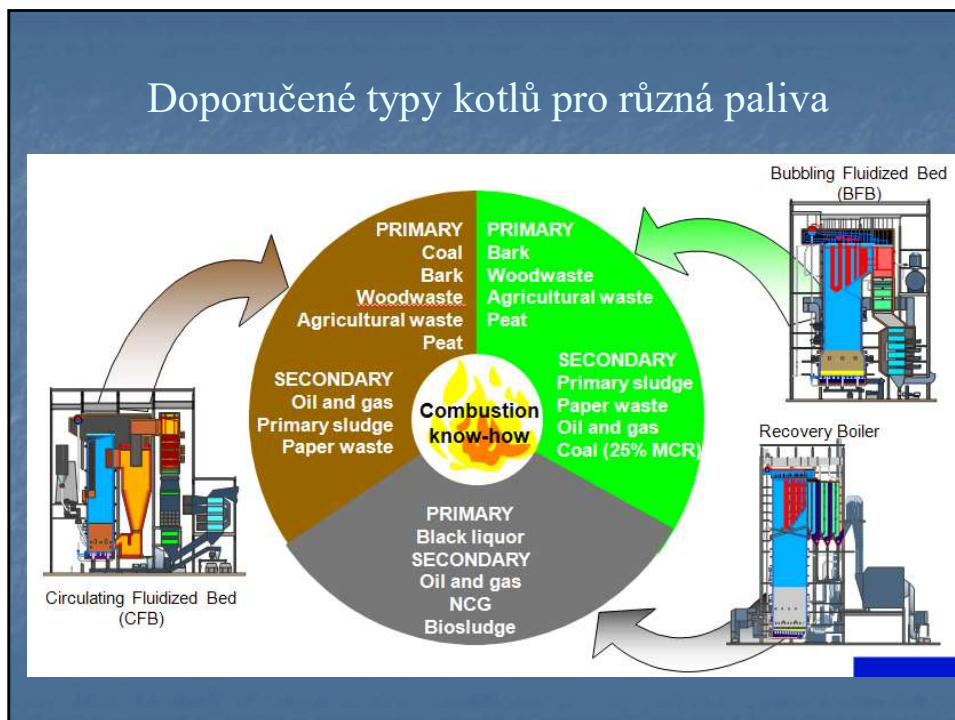 Doporučené typy kotlů pro různá paliva
Bubbling Fluidized Bed
(BFB)
PRIMARY
Coal
Bark
Woodwaste
Agricultural waste
Peat
SECONDARY
Oil and gas
Primary sludge
Paper waste
PRIMARY
Bark
Woodwaste
Agricultural waste
Peat
SECONDARY
Primary sludge
Paper waste
Oil and gas
Coal (25% MCR)
Combustion
know-how
Recovery Boiler
PRIMARY
Black liquor
SECONDARY
Oil and gas
NCG
Biosludge
Circulating Fluidized Bed
(CFB)